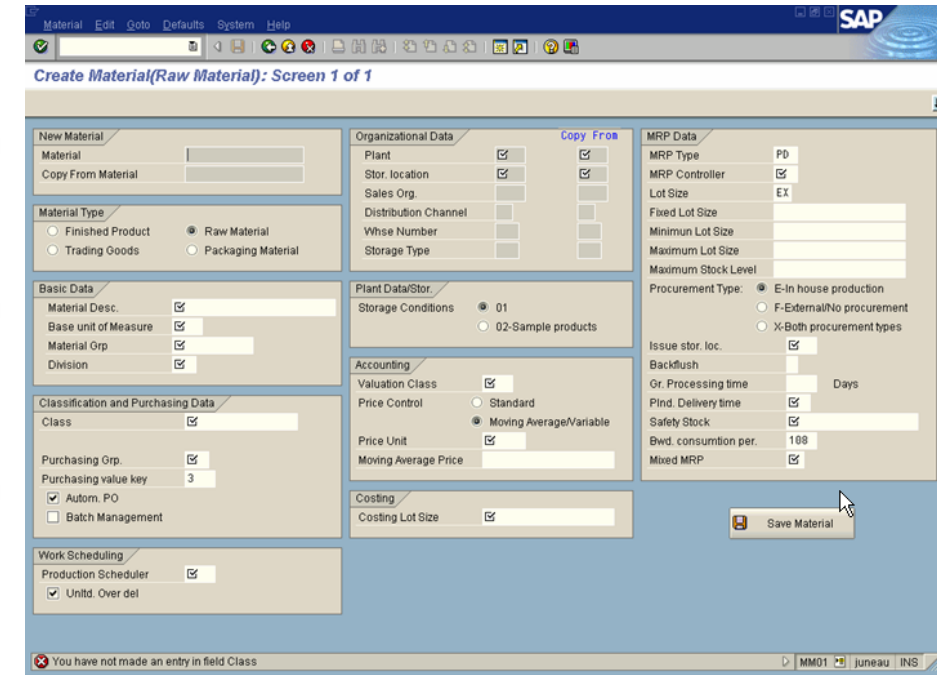 Material Edit Goto Defaults System Help
SAP
Create Material(Raw Material): Screen 1 of 1
New Material
Material
Copy From Material
Material Type
Finished Product Raw Material
Trading Goods Packaging Material
Basic Data
Material Desc.
Base unit of Measure
Material Grp
Division
Classification and Purchasing Data
Class
Purchasing Grp.
Purchasing value key 3
Autom. PO
Batch Management
Work Scheduling
Production Scheduler
Unltd. Over del
Organizational Data Copy From
Plant
Stor. location
Sales Org.
Distribution Channel
Whse Number
Storage Type
Plant Data/Stor.
Storage Conditions 01
02-Sample products
Accounting
Valuation Class
Price Control Standard
Moving Average/Variable
Price Unit
Moving Average Price
Costing
Costing Lot Size
MRP Data
MRP Type PD
MRP Controller
Lot Size EX
Fixed Lot Size
Minimun Lot Size
Maximum Lot Size
Maximum Stock Level
Procurement Type: E-In house production
F-External/No procurement
X-Both procurement types
Issue stor. loc.
Backflush
Gr. Processing time Days
Plnd. Delivery time
Safety Stock
Bwd. consumtion per. 108
Mixed MRP
Save Material
You have not made an entry in field Class
MM01 juneau INS